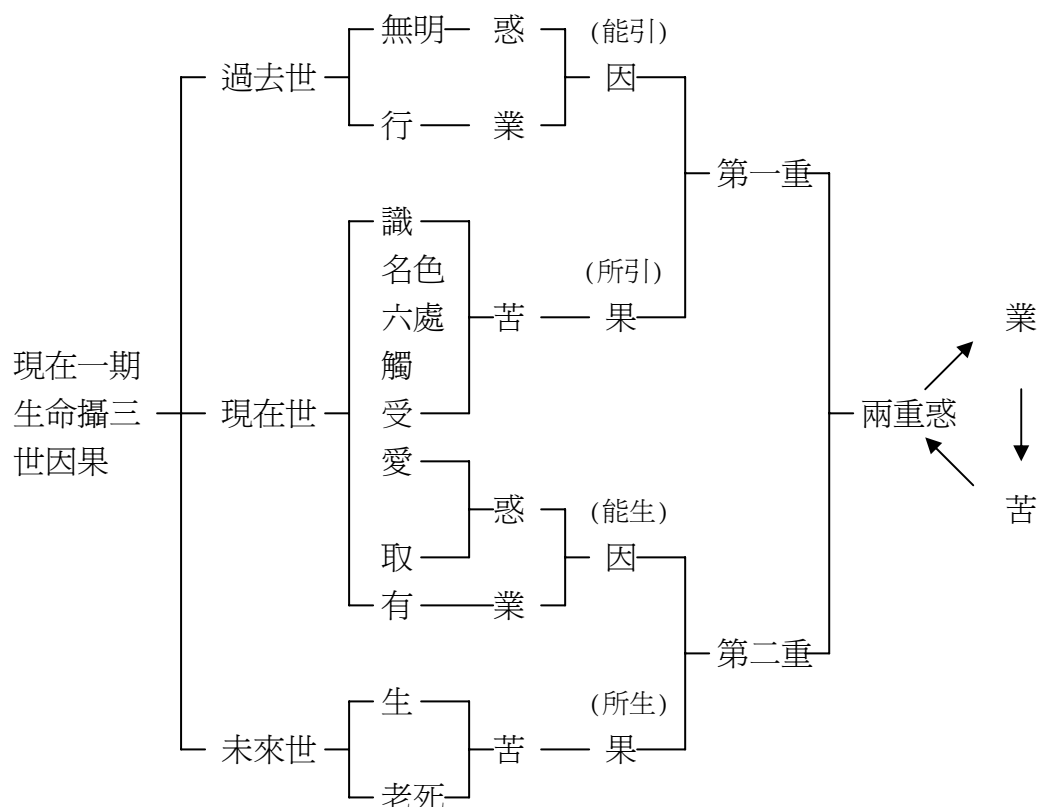 無明 惑 (能引)
過去世 因
行 業
第一重
識
名色 (所引)
六處 苦 果 業
現在一期 觸
生命攝三 現在世 受 兩重惑
世因果 愛
惑 (能生) 苦
取 因
有 業
第二重
生 (所生)
未來世 苦 果
老死